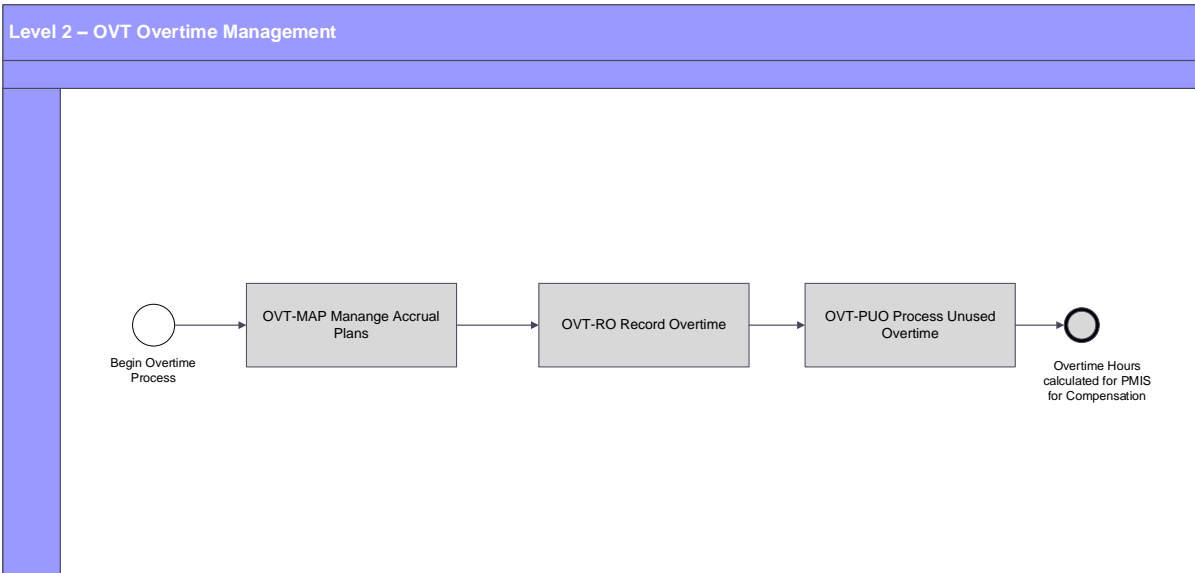 Level 2 – OVT Overtime Management
Begin Overtime
Process
OVT-MAP Manange Accrual
Plans
OVT-RO Record Overtime
OVT-PUO Process Unused
Overtime
Overtime Hours
calculated for PMIS
for Compensation